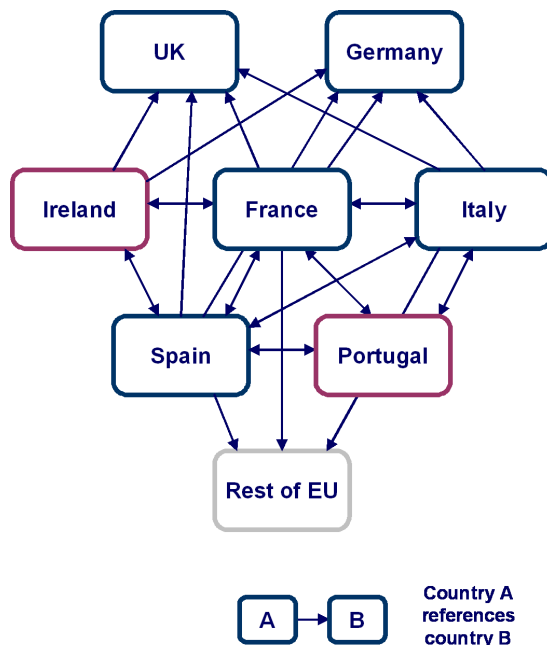 UK
Germany
Ireland
France
Italy
Spain
Portugal
Rest of EU
A
B
Country A
references
country B